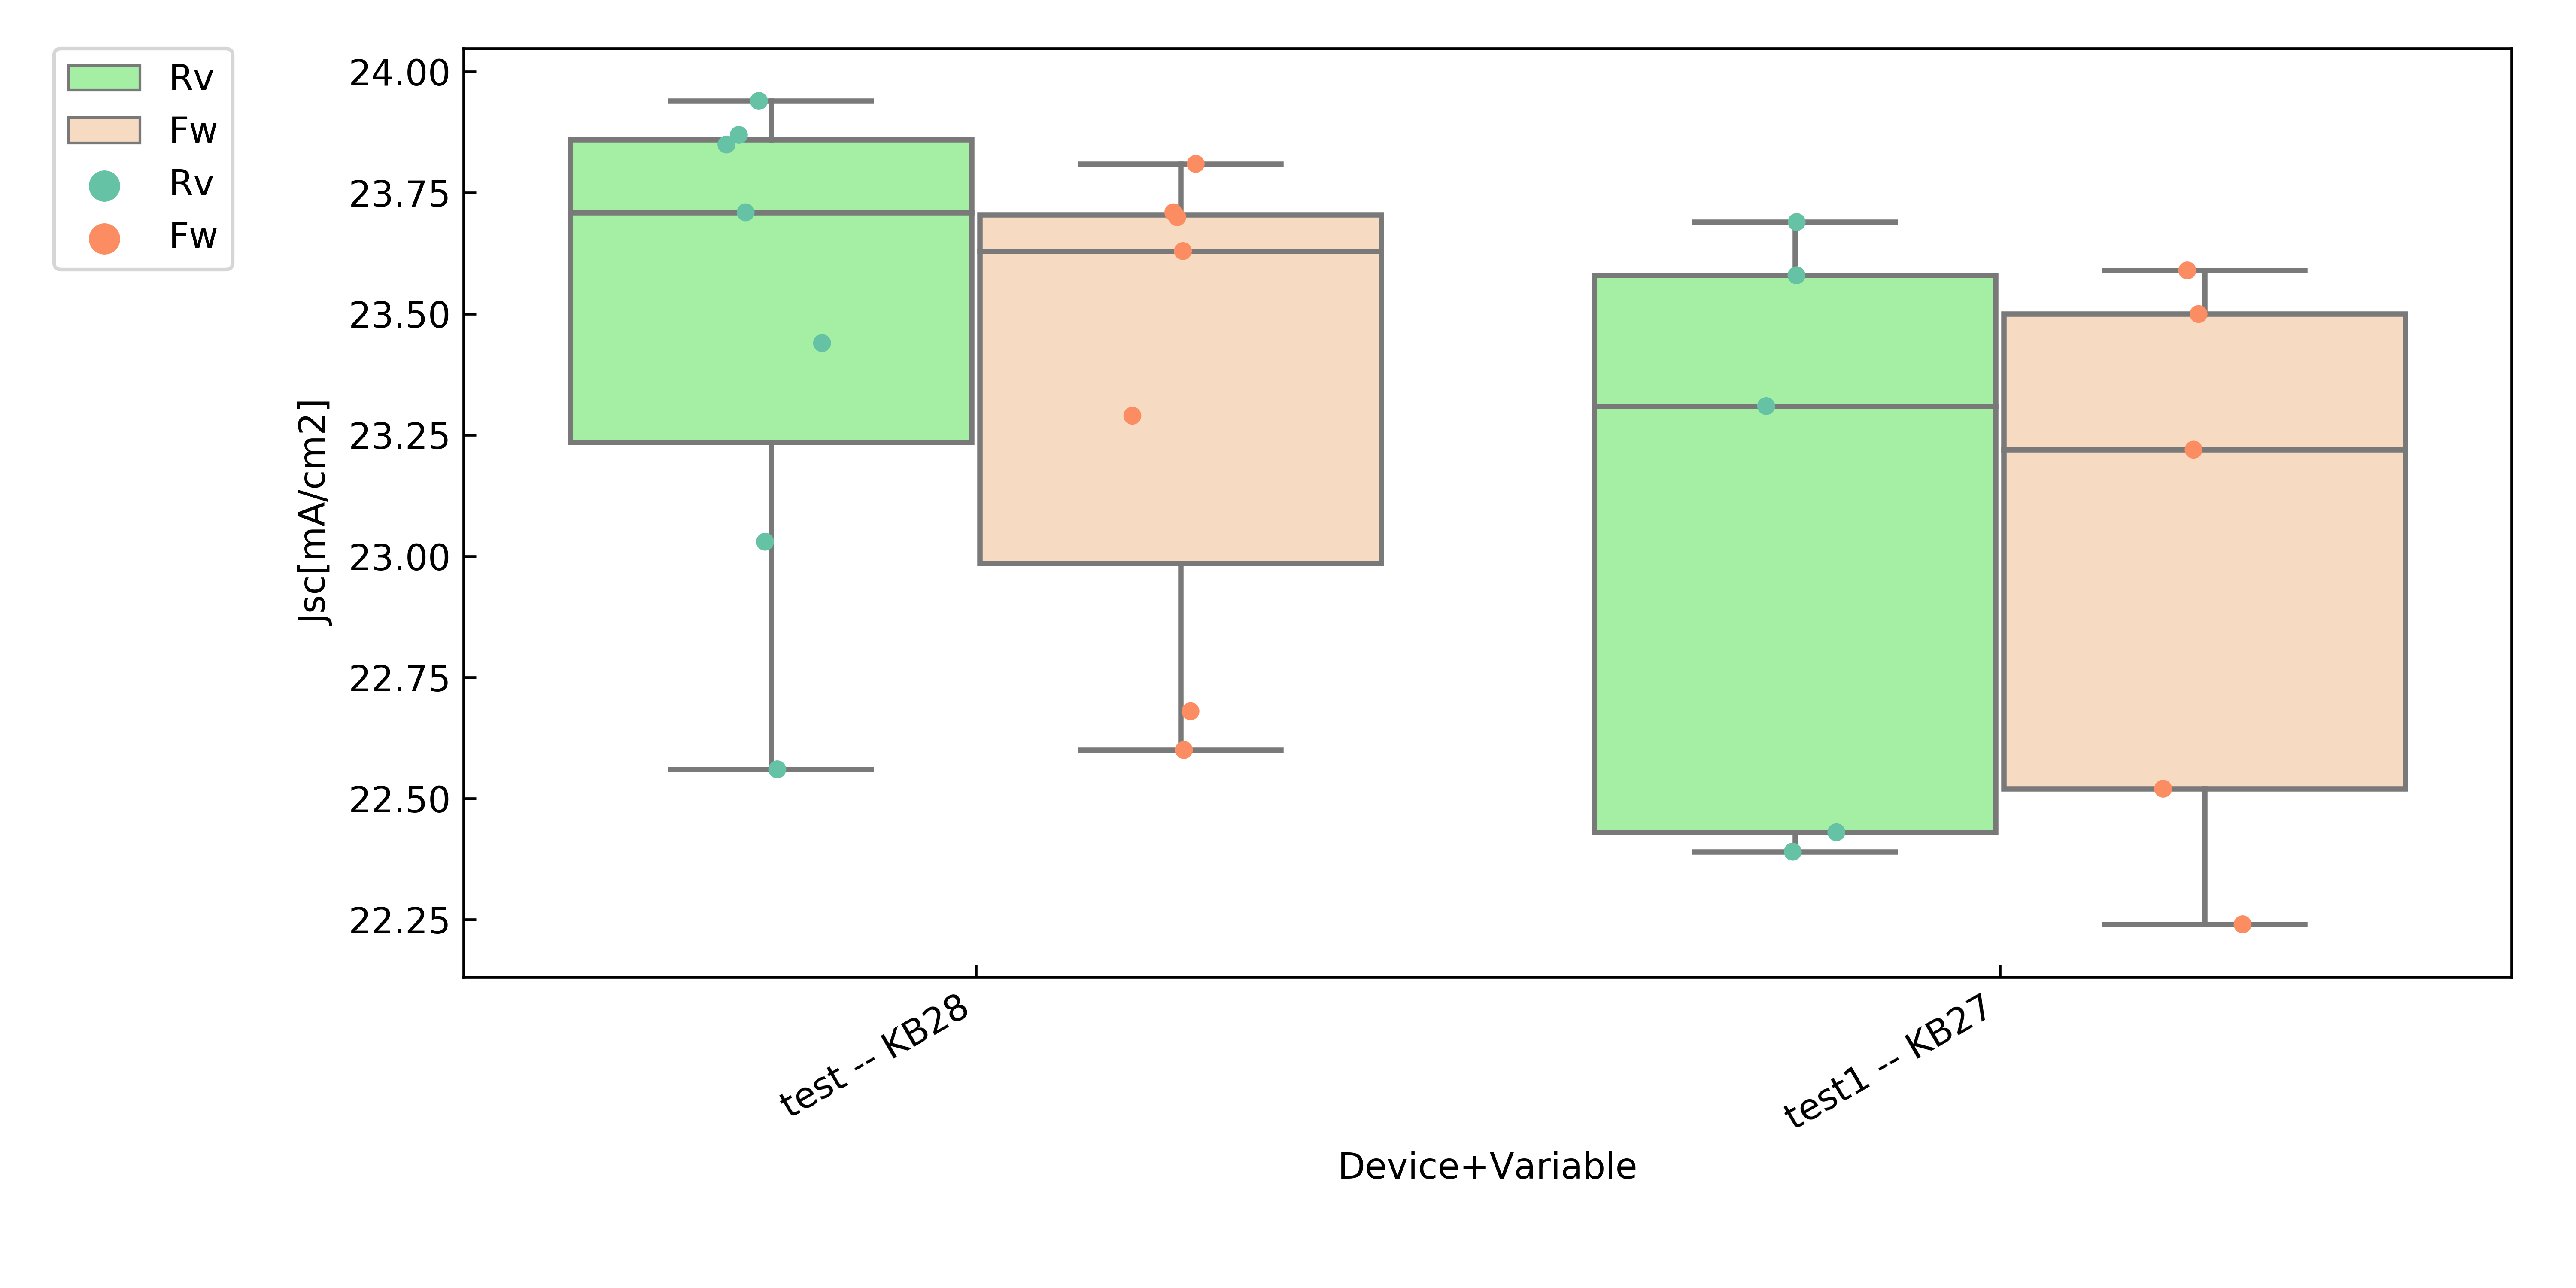 Rv
Fw
Rv
Fw
24.00
23.75
23.50
23.25
23.00
22.75
22.50
22.25
Jsc[mA/cm2]
test -- KB28
test1 -- KB27
Device+Variable